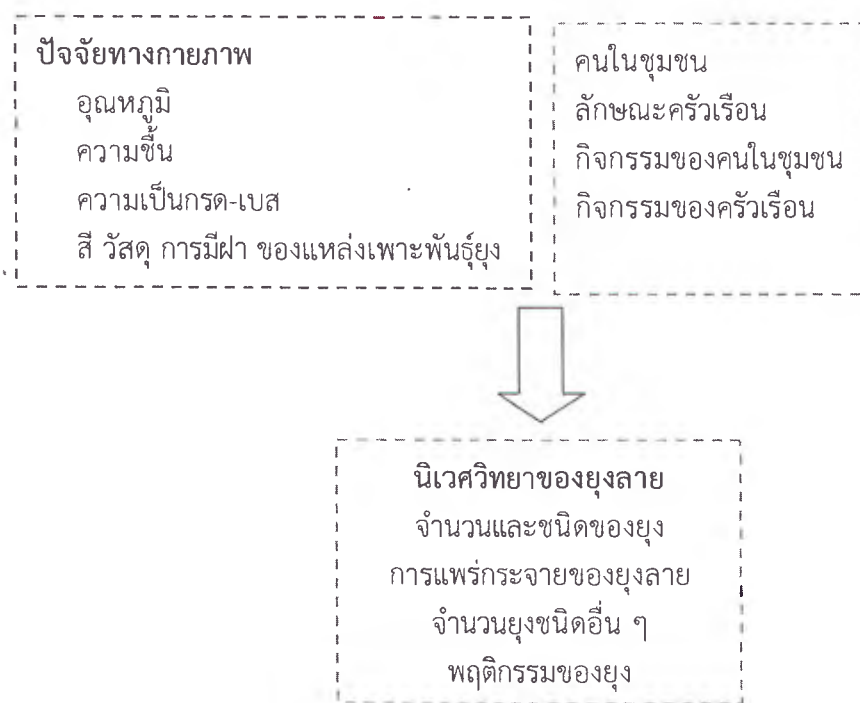 ปัจจัยทางกายภาพ
อุณหภูมิ
ความชื้น
ความเป็นกรด-เบส
สี วัสดุ การมีฝา ของแหล่งเพาะพันธุ์ยุง
คนในชุมชน
ลักษณะครัวเรือน
กิจกรรมของคนในชุมชน
กิจกรรมของครัวเรือน
นิเวศวิทยาของยุงลาย
จำนวนและชนิดของยุง
การแพร่กระจายของยุงลาย
จำนวนยุงชนิดอื่น ๆ
พฤติกรรมของยุง